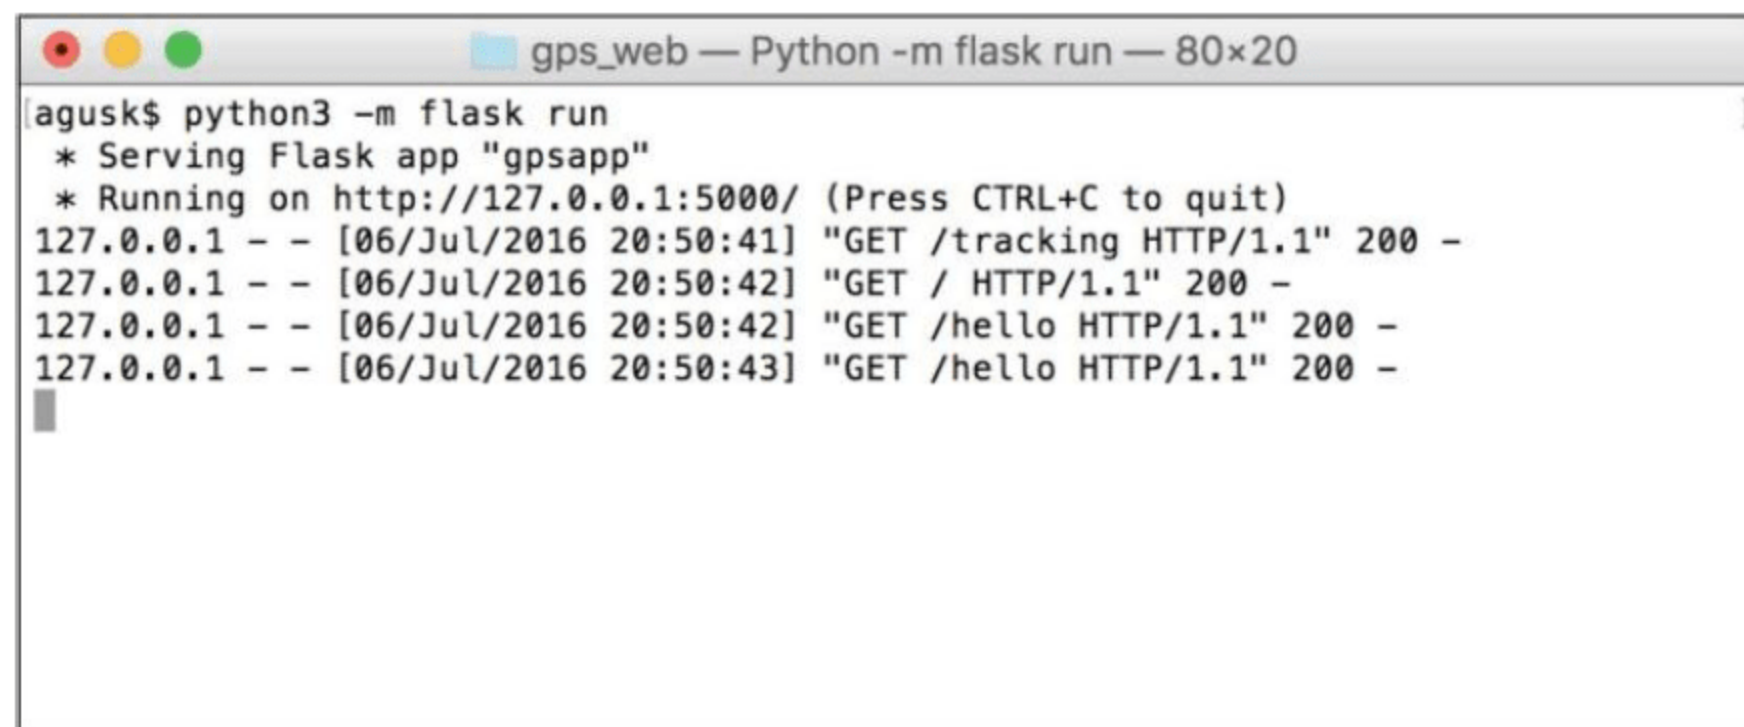 gps_web — Python -m flask run — 80×20
[agusk$ python3 -m flask run ]
 * Serving Flask app "gpsapp"
 * Running on http://127.0.0.1:5000/ (Press CTRL+C to quit)
127.0.0.1 - - [06/Jul/2016 20:50:41] "GET /tracking HTTP/1.1" 200 -
127.0.0.1 - - [06/Jul/2016 20:50:42] "GET / HTTP/1.1" 200 -
127.0.0.1 - - [06/Jul/2016 20:50:42] "GET /hello HTTP/1.1" 200 -
127.0.0.1 - - [06/Jul/2016 20:50:43] "GET /hello HTTP/1.1" 200 -